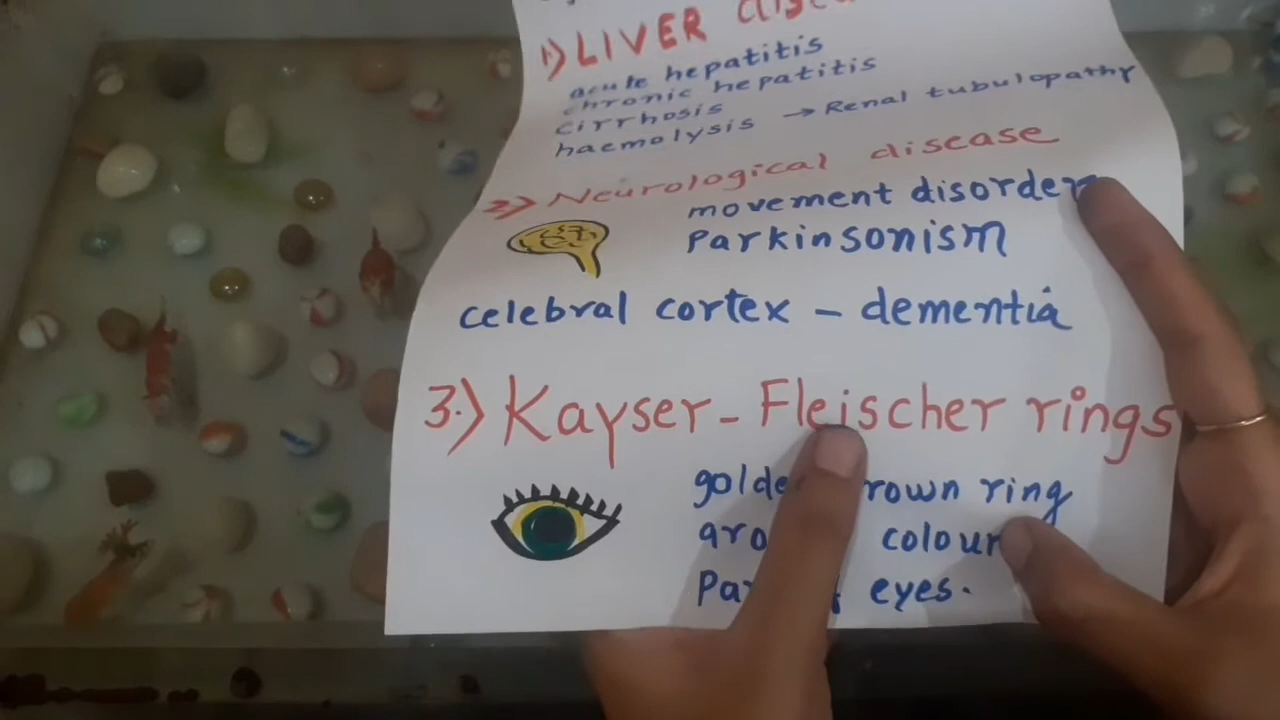 1) LIVER
acute hepatitis
chronic hepatitis
cirrhosis
haemolysis → Renal tubulopathy
2) Neurological disease
movement disorder
Parkinsonism
celebral cortex - dementia
3.) Kayser - Fleischer rings
ring
colour
eyes.